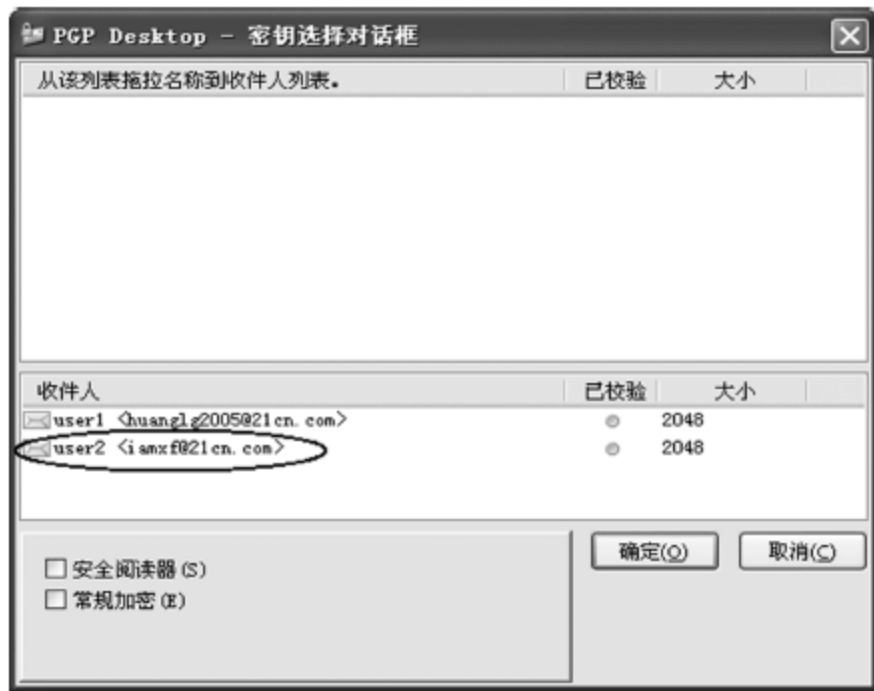 PGP Desktop - 密钥选择对话框
从该列表拖拉名称到收件人列表。 已校验 大小
收件人 已校验 大小
user1 <huanglg2005@21cn.com> 2048
user2 <iamxf@21cn.com> 2048
安全阅读器(S)
常规加密(E)
确定(O) 取消(C)